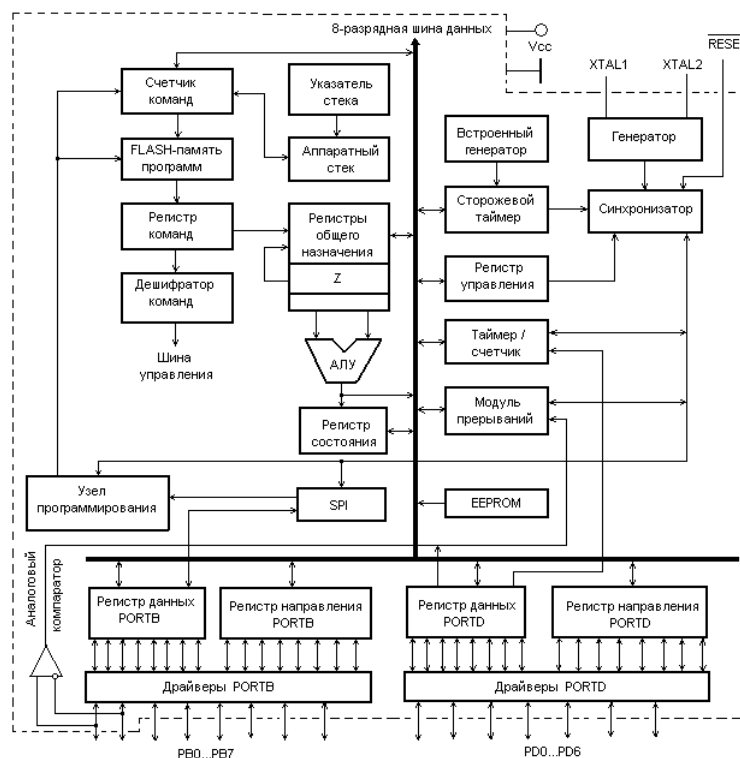 8-разрядная шина данных
Vcc
RESE
XTAL1
XTAL2
Счетчик
команд
Указатель
стека
Встроенный
генератор
Генератор
FLASH-память
программ
Аппаратный
стек
Регистр
команд
Регистры
общего
назначения
Сторожевой
таймер
Синхронизатор
Дешифратор
команд
Z
Регистр
управления
Шина
управления
АЛУ
Таймер /
счетчик
Регистр
состояния
Модуль
прерываний
Узел
программирования
SPI
EEPROM
Аналоговый
компаратор
Регистр данных
PORTB
Регистр направления
PORTB
Регистр данных
PORTD
Регистр направления
PORTD
Драйверы PORTB
Драйверы PORTD
PB0...PB7
PD0...PD6